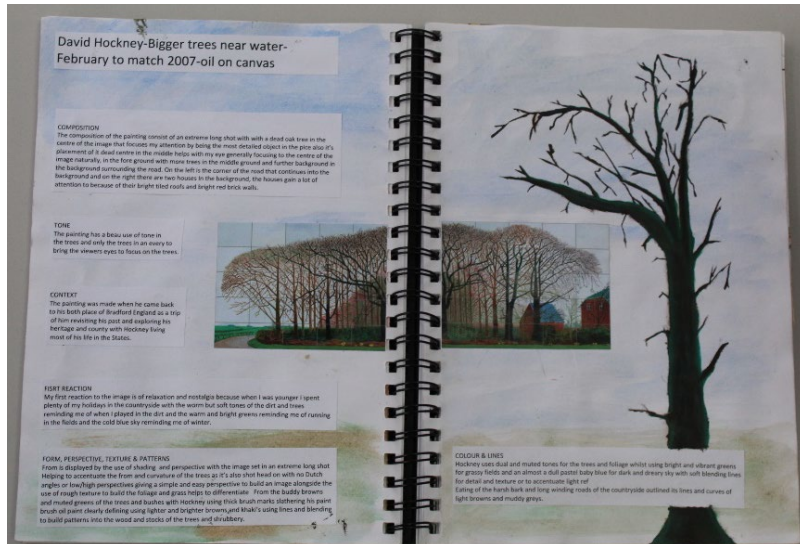 David Hockney-Bigger trees near water-
February to match 2007-oil on canvas
COMPOSITION
The composition of the painting consist of an extreme long shot with with a dead oak tree in the
centre of the image that focuses my attention by being the most detailed object in the pice also it's
placement of it dead centre in the middle helps with my eye generally focusing to the centre of the
image naturally, in the fore ground with more trees in the middle ground and further background in
the background surrounding the road. On the left is the corner of the road that continues into the
background and on the right there are two houses In the background, the houses gain a lot of
attention to because of their bright tiled roofs and bright red brick walls.
TONE
The painting has a beau use of tone in
the trees and only the trees in an every to
bring the viewers eyes to focus on the trees
CONTEXT
The painting was made when he came back
to his both place of Bradford England as a trip
of him revisiting his past and exploring his
heritage and county with Hockney living
most of his life in the States.
FISRT REACTION
My first reaction to the image is of relaxation and nostalgia because when I was younger I spent
plenty of my holidays in the countryside with the worm but soft tones of the dirt and trees
reminding me of when I played in the dirt and the warm and bright greens reminding me of running
in the fields and the cold blue sky reminding me of winter.
FORM, PERSPECTIVE, TEXTURE & PATTERNS
From is displayed by the use of shading and perspective with the image set in an extreme long shot
Helping to accentuate the from and curvature of the trees as it's also shot head on with no Dutch
angles or low/high perspectives giving a simple and easy perspective to build an image alongside the
use of rough texture to build the foliage and grass helps to differentiate From the buddy browns
and muted greens of the trees and bushes with Hockney using thick brush marks slathering his paint
brush oil paint clearly defining using lighter and brighter browns and khaki's using lines and blending
to build patterns into the wood and stocks of the trees and shrubbery.
COLOUR & LINES
Hockney uses dual and muted tones for the trees and foliage whilst using bright and vibrant greens
for grassy fields and an almost a dull pastel baby blue for dark and dreary sky with soft blending lines
for detail and texture or to accentuate light ref
Eating of the harsh bark and long winding roads of the countryside outlined its lines and curves of
light browns and muddy greys.